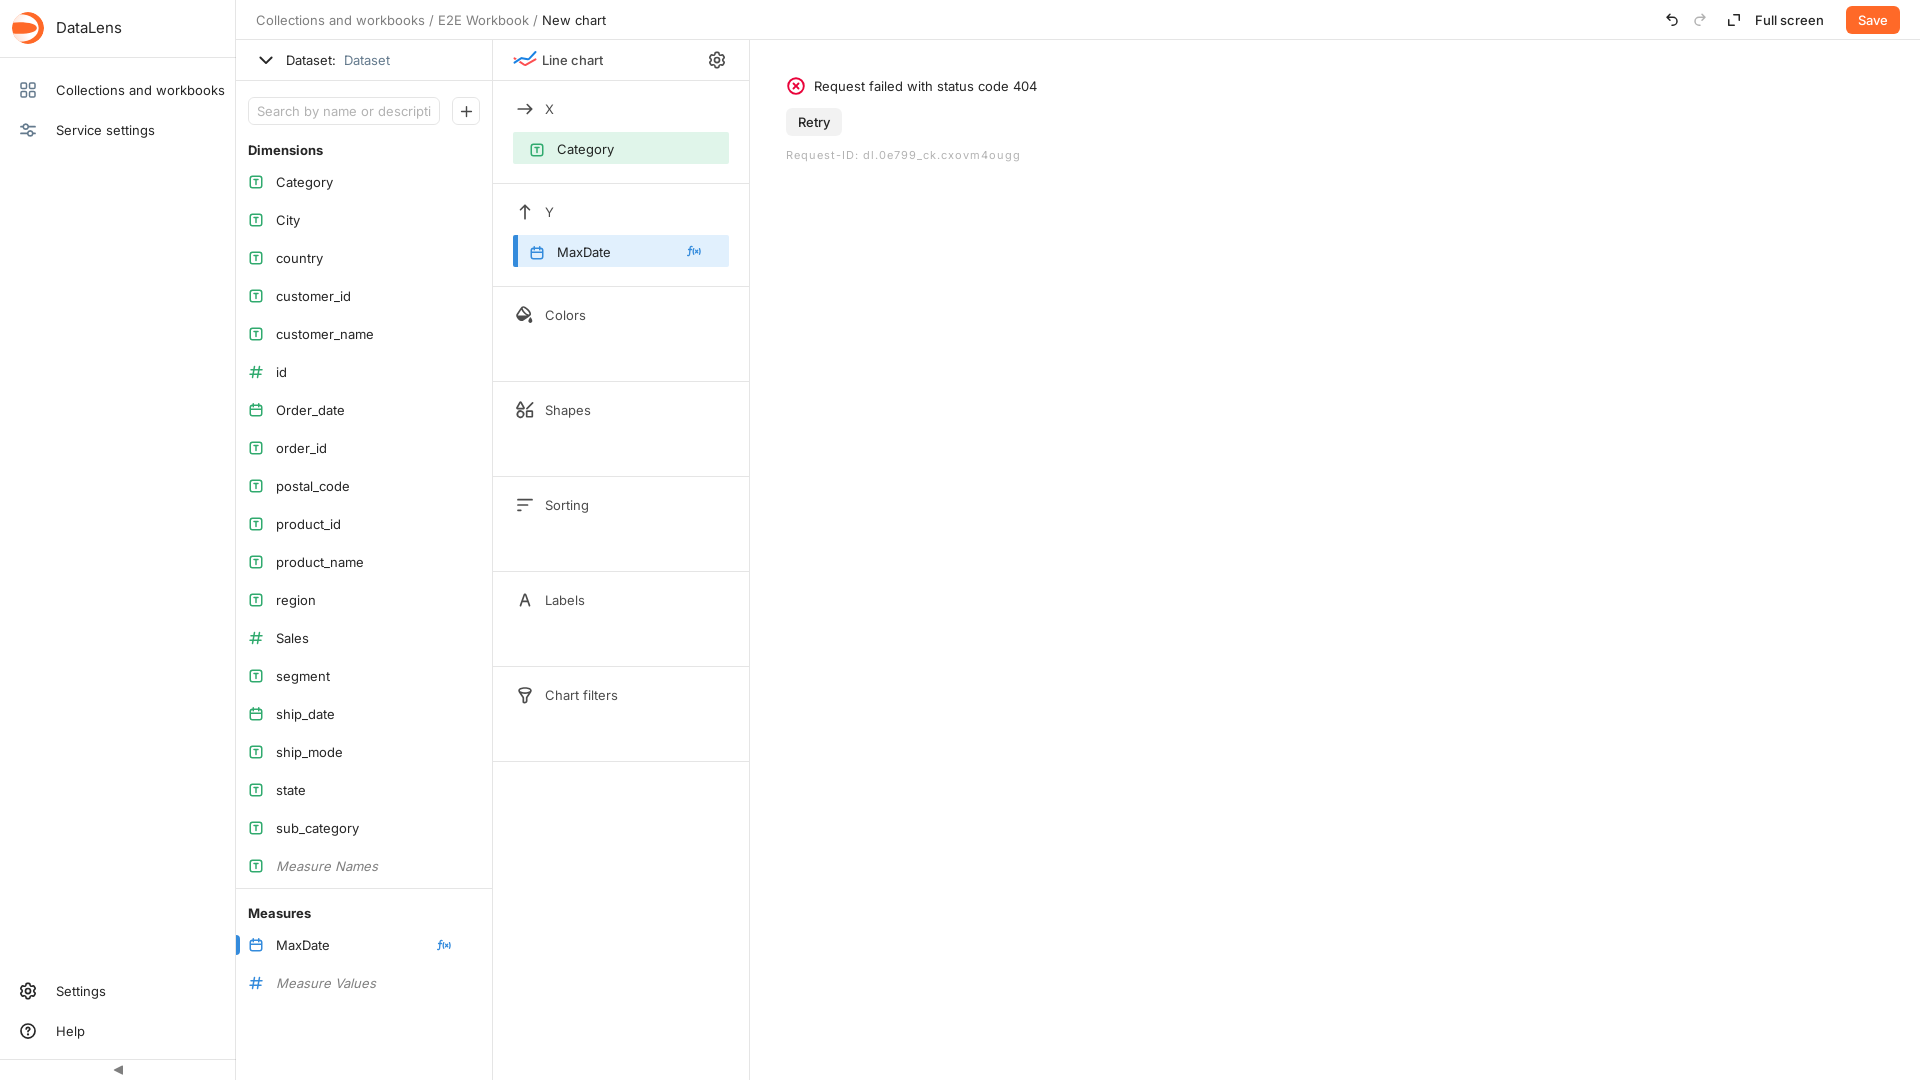 DataLens
Collections and workbooks
Service settings
Settings
Help
Collections and workbooks / E2E Workbook / New chart
Full screen
Save
Dataset: Dataset
Search by name or descripti
Dimensions
Category
City
country
customer_id
customer_name
id
Order_date
order_id
postal_code
product_id
product_name
region
Sales
segment
ship_date
ship_mode
state
sub_category
Measure Names
Measures
MaxDate
Measure Values
Line chart
X
Category
Y
MaxDate
Colors
Shapes
Sorting
Labels
Chart filters
Request failed with status code 404
Retry
Request-ID: dl.0e799_ck.cxovm4ougg